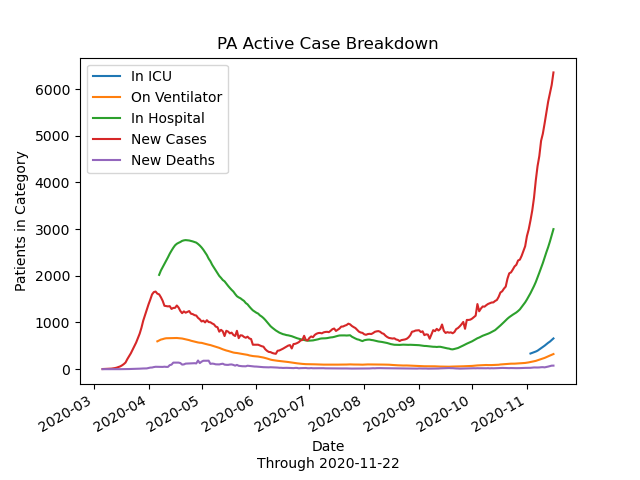 PA Active Case Breakdown
In ICU
On Ventilator
In Hospital
New Cases
New Deaths
Patients in Category
6000
5000
4000
3000
2000
1000
0
2020-03
2020-04
2020-05
2020-06
2020-07
2020-08
2020-09
2020-10
2020-11
Date
Through 2020-11-22